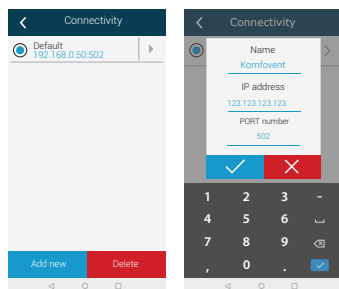 Connectivity
Default
192.168.0.50:502
Add new
Delete
Connectivity
Name
Komfovent
IP address
123.123.123.123
PORT number
502
1 2 3 -
4 5 6
7 8 9
, 0 .